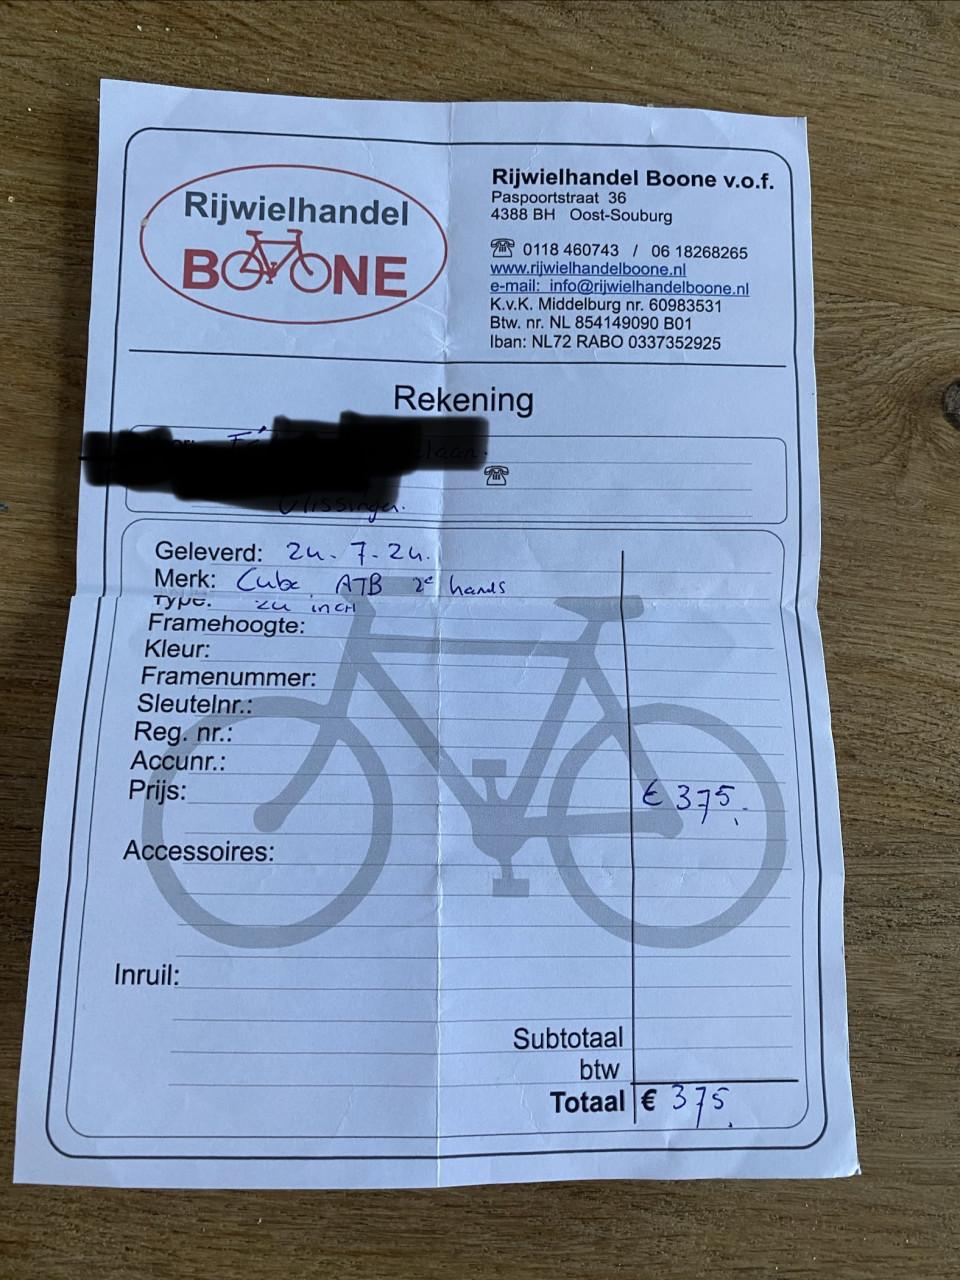 Rijwielhandel
BOONE
Rijwielhandel Boone v.o.f.
Paspoortstraat 36
4388 BH Oost-Souburg
0118 460743 / 06 18268265
www.rijwielhandelboone.nl
e-mail: info@rijwielhandelboone.nl
K.v.K. Middelburg nr. 60983531
Btw. nr. NL 854149090 B01
Iban: NL72 RABO 0337352925
Rekening
Vlissingen.
Geleverd: 24-7-24.
Merk: Cube ATB 2e hands
Type: 24 inch
Framehoogte:
Kleur:
Framenummer:
Sleutelnr.:
Reg. nr.:
Accunr.:
Prijs: € 375.
Accessoires:
Inruil:
Subtotaal
btw
Totaal € 375.